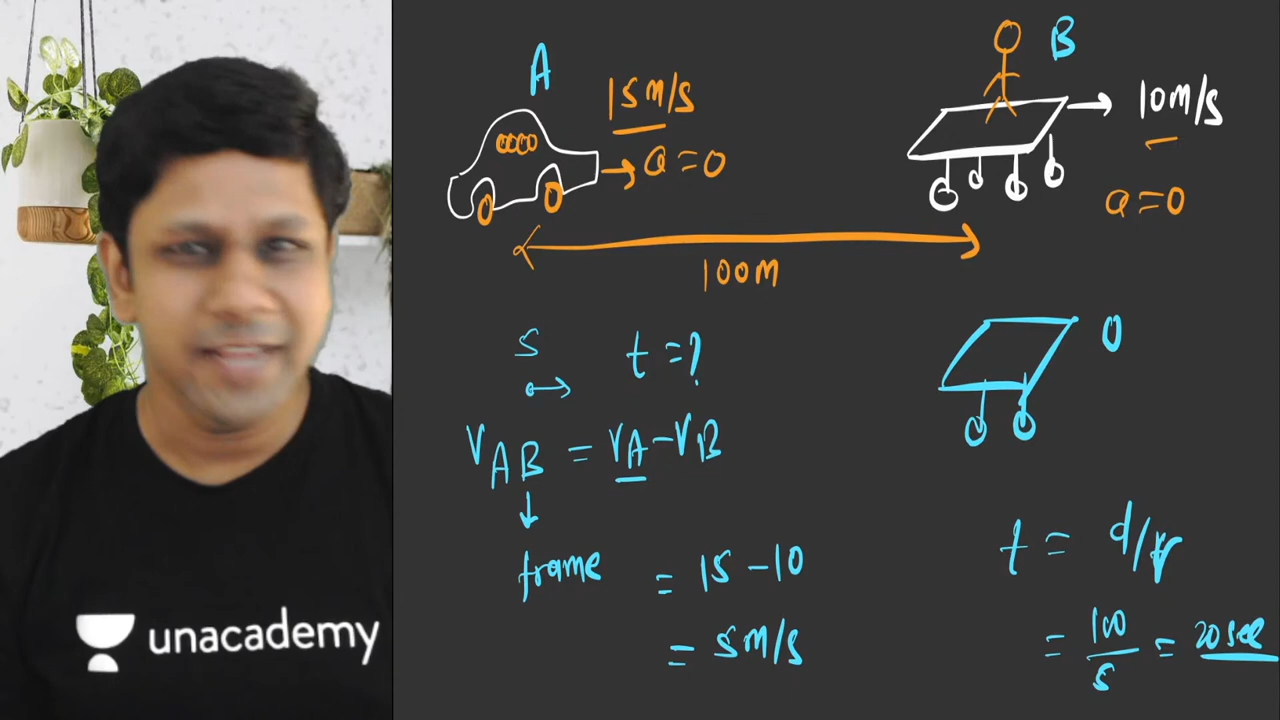 A
B
15m/s
10m/s
a=0
a=0
100m
s
t=?
0
VAB = VA-VB
frame
= 15-10
= 5m/s
t= d/v
= 100/5 = 20sec
unacademy